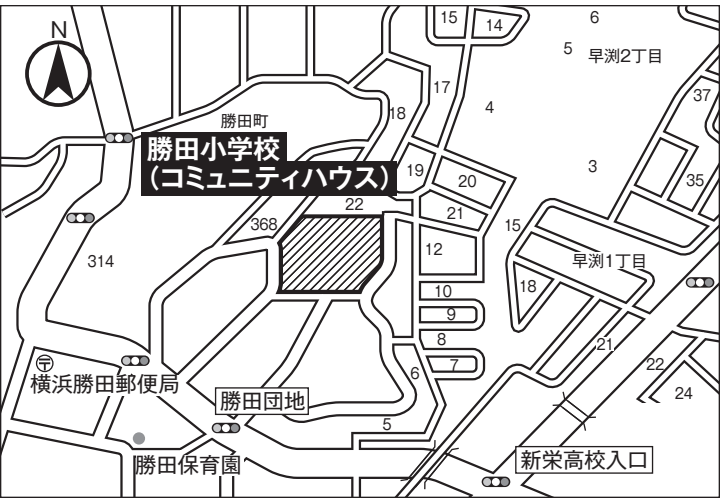 15
14
6
5
早渕2丁目
N
17
37
18
4
勝田町
勝田小学校
(コミュニティハウス)
19
20
3
35
22
21
368
15
12
314
早渕1丁目
18
10
9
8
7
21
〒
横浜勝田郵便局
6
22
24
勝田団地
5
勝田保育園
新栄高校入口